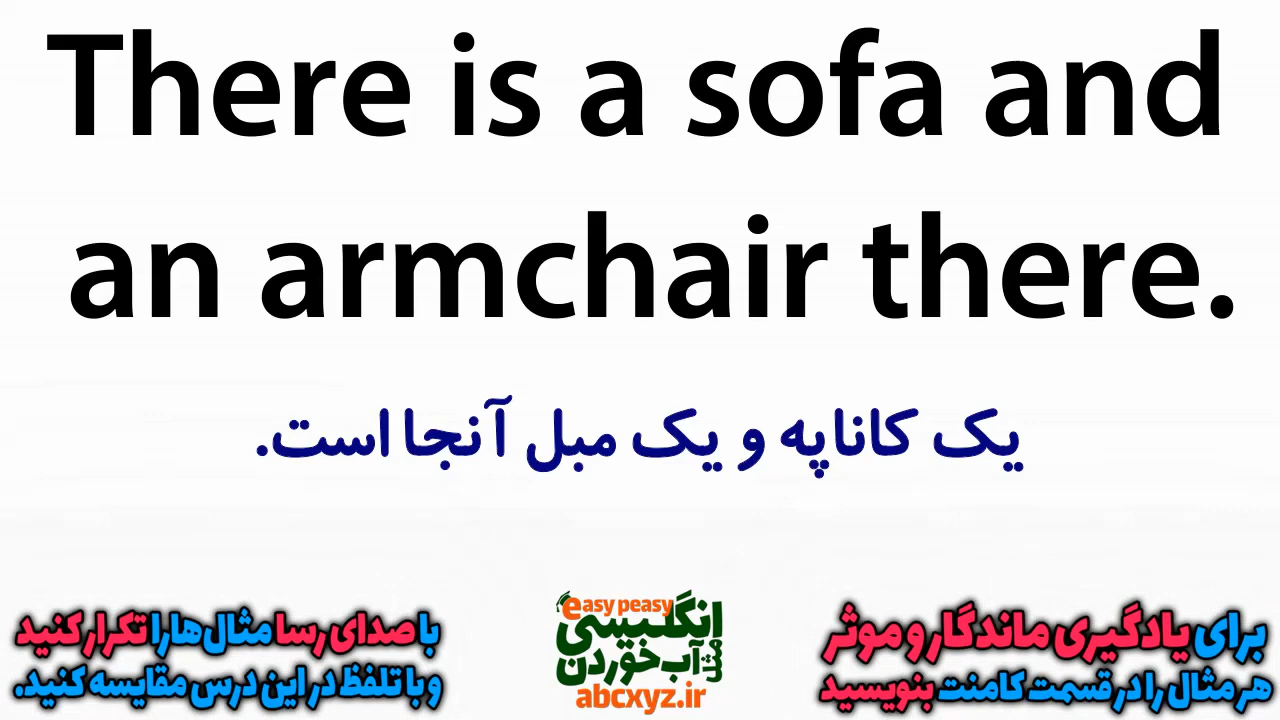 There is a sofa and
an armchair there.
یک کاناپه و یک مبل آنجا است.
برای یادگیری ماندگار و موثر
هر مثال را در قسمت کامنت بنویسید
easy peasy
انگلیسی
مثل آب خوردن
abcxyz.ir
با صدای رسا مثال‌ها را تکرار کنید
و با تلفظ در این درس مقایسه کنید.